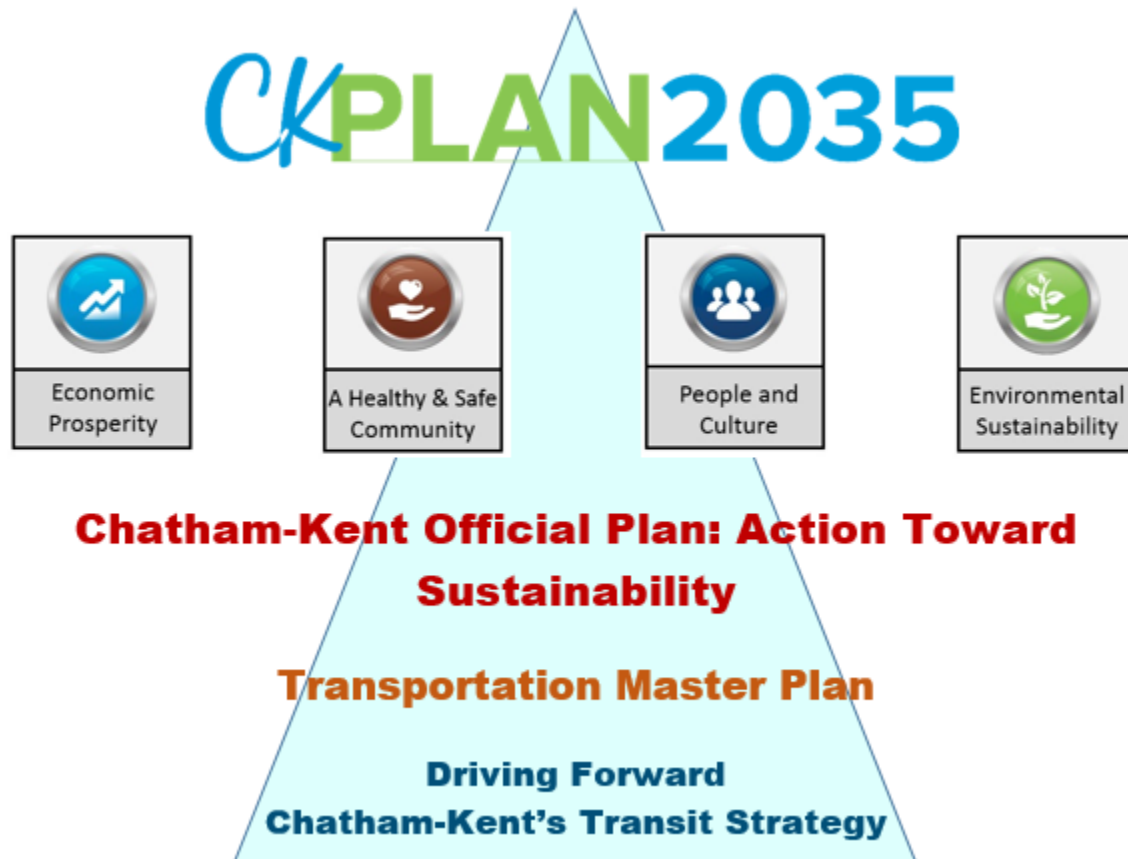 CKPLAN2035
Economic
Prosperity
A Healthy & Safe
Community
People and
Culture
Environmental
Sustainability
Chatham-Kent Official Plan: Action Toward
Sustainability
Transportation Master Plan
Driving Forward
Chatham-Kent’s Transit Strategy